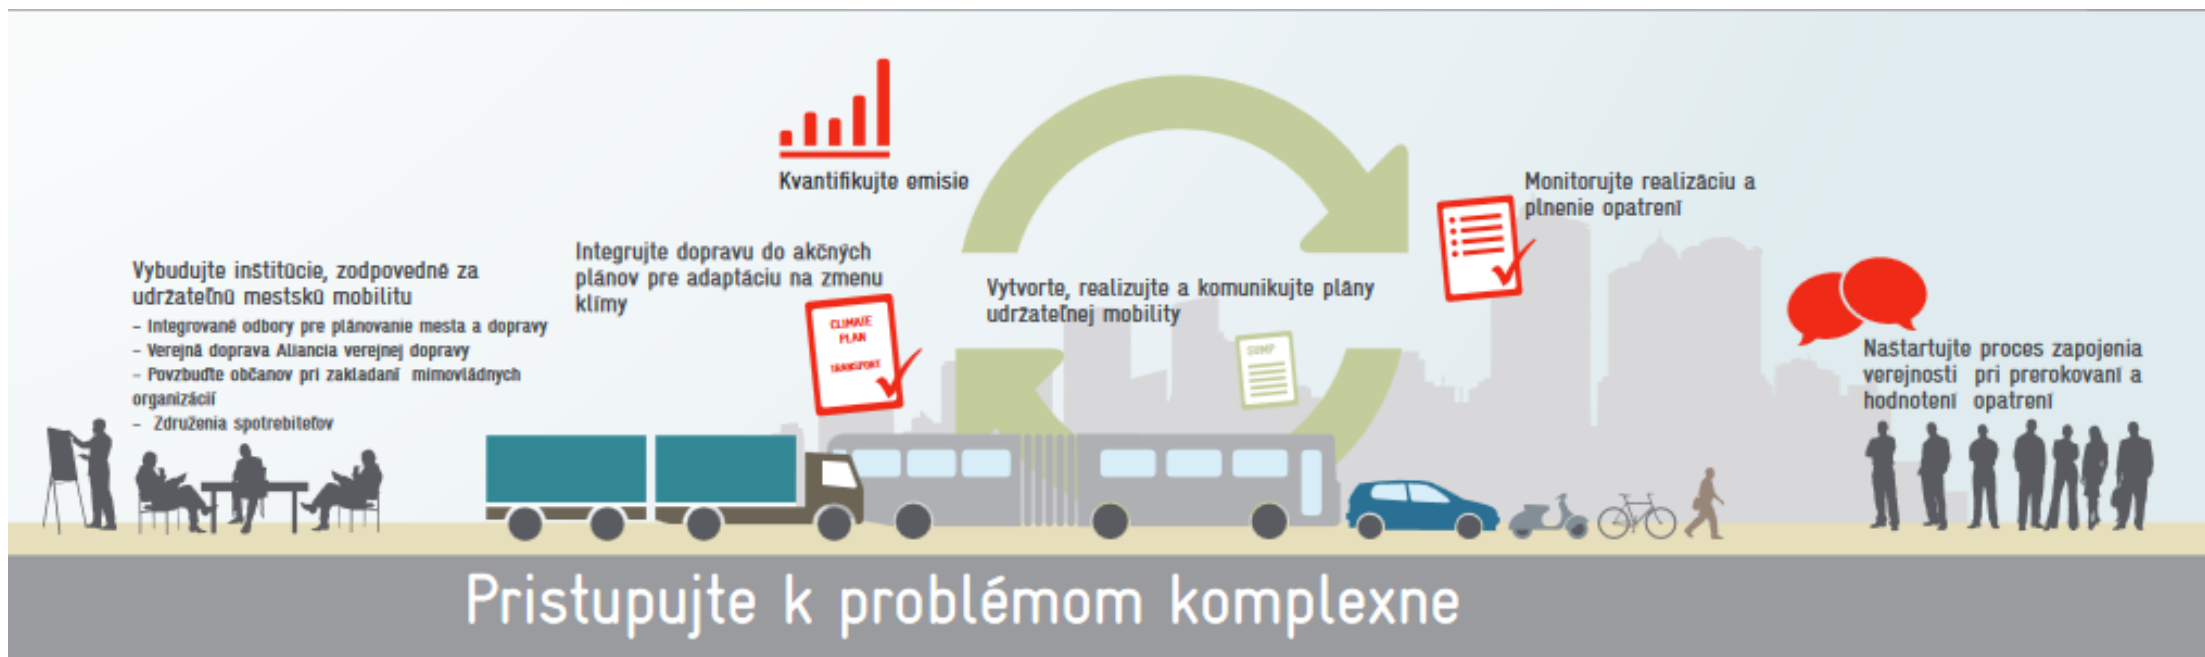 Kvantifikujte emisie
Monitorujte realizáciu a
plnenie opatrení
Vybudujte inštitúcie, zodpovedné za
udržateľnú mestskú mobilitu
- Integrované odbory pre plánovanie mesta a dopravy
- Verejná doprava Aliancia verejnej dopravy
- Povzbuďte občanov pri zakladaní mimovládnych
organizácií
- Združenia spotrebiteľov
Integrujte dopravu do akčných
plánov pre adaptáciu na zmenu
klímy
CLIMATE
PLAN
TRANSPORT
Vytvorte, realizujte a komunikujte plány
udržateľnej mobility
SUMP
Nastartujte proces zapojenia
verejnosti pri prerokovaní a
hodnotení opatrení
Pristupujte k problémom komplexne